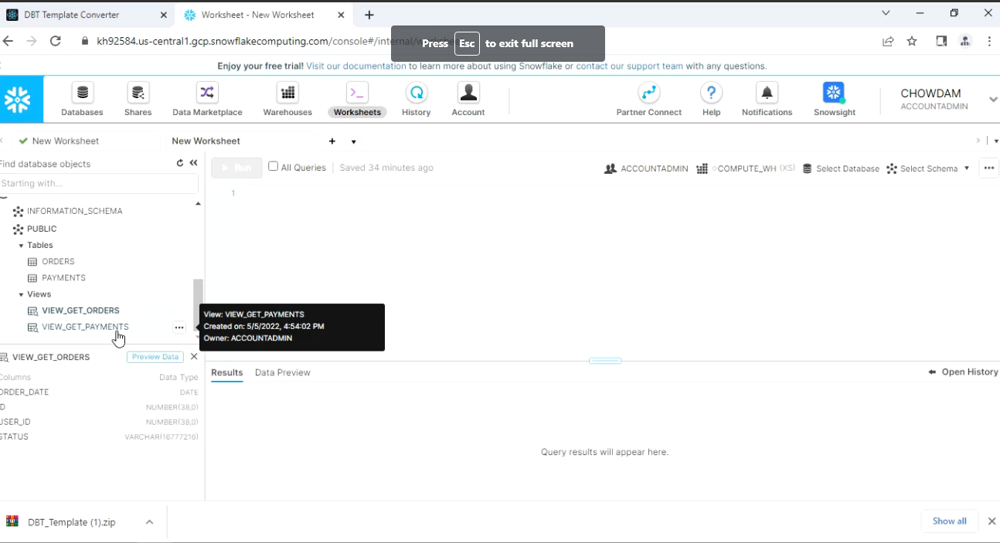 DBT Template Converter
Worksheet - New Worksheet
kh92584.us-central1.gcp.snowflakecomputing.com/console#/internal/
Press Esc to exit full screen
Enjoy your free trial! Visit our documentation to learn more about using Snowflake or contact our support team with any questions.
Databases
Shares
Data Marketplace
Warehouses
Worksheets
History
Account
Partner Connect
Help
Notifications
Snowsight
CHOWDAM
ACCOUNTADMIN
New Worksheet
New Worksheet
Find database objects
Starting with...
Run
All Queries
Saved 34 minutes ago
ACCOUNTADMIN
COMPUTE_WH (XS)
Select Database
Select Schema
1
INFORMATION_SCHEMA
PUBLIC
Tables
ORDERS
PAYMENTS
Views
VIEW_GET_ORDERS
VIEW_GET_PAYMENTS
View: VIEW_GET_PAYMENTS
Created on: 5/5/2022, 4:54:02 PM
Owner: ACCOUNTADMIN
VIEW_GET_ORDERS
Preview Data
Columns Data Type
ORDER_DATE DATE
ID NUMBER(38,0)
USER_ID NUMBER(38,0)
STATUS VARCHAR(16777216)
Results
Data Preview
Open History
Query results will appear here.
DBT_Template (1).zip
Show all